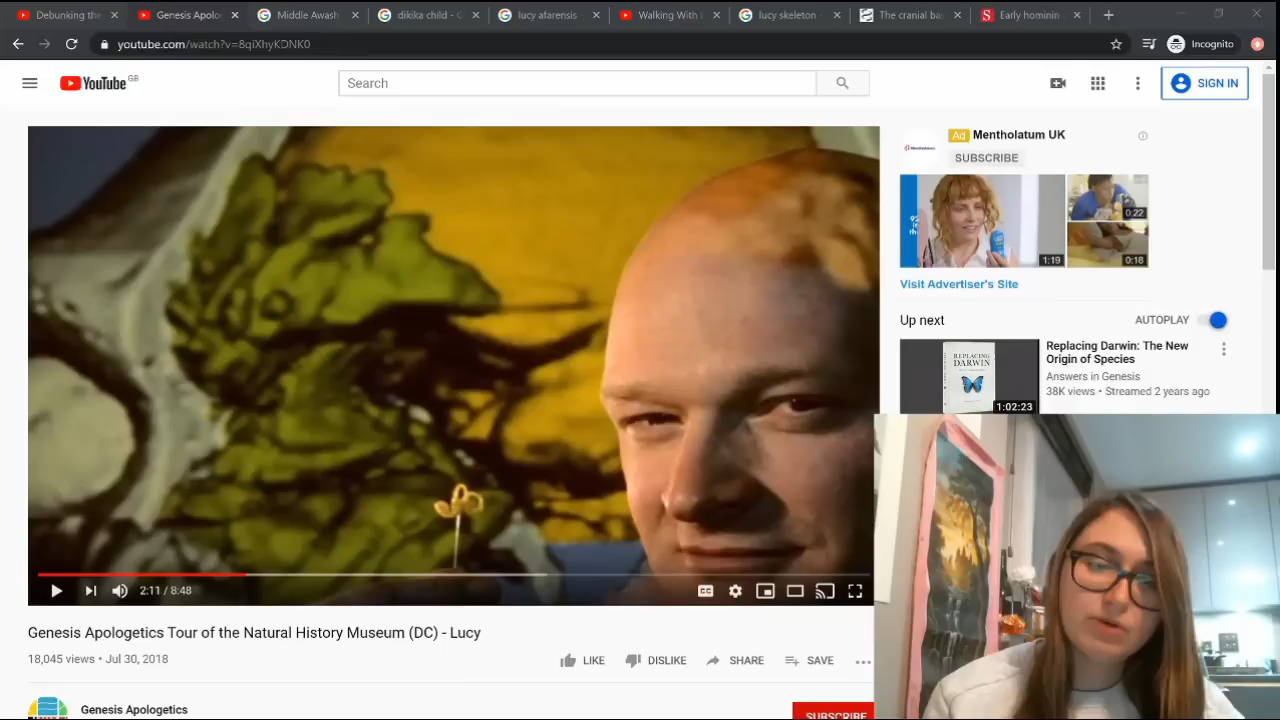 Debunking the
Genesis Apolo
Middle Awash
dikika child - G
lucy afarensis -
Walking With
lucy skeleton -
The cranial ba
Early hominin
youtube.com/watch?v=8qiXhyKDNK0
Incognito
YouTube GB
Search
SIGN IN
Ad Mentholatum UK
SUBSCRIBE
1:19
0:22
0:18
Visit Advertiser's Site
Up next
AUTOPLAY
REPLACING
DARWIN
1:02:23
Replacing Darwin: The New
Origin of Species
Answers in Genesis
38K views • Streamed 2 years ago
2:11 / 8:48
CC
Genesis Apologetics Tour of the Natural History Museum (DC) - Lucy
18,045 views • Jul 30, 2018
LIKE
DISLIKE
SHARE
SAVE
Genesis Apologetics
SUBSCRIBE